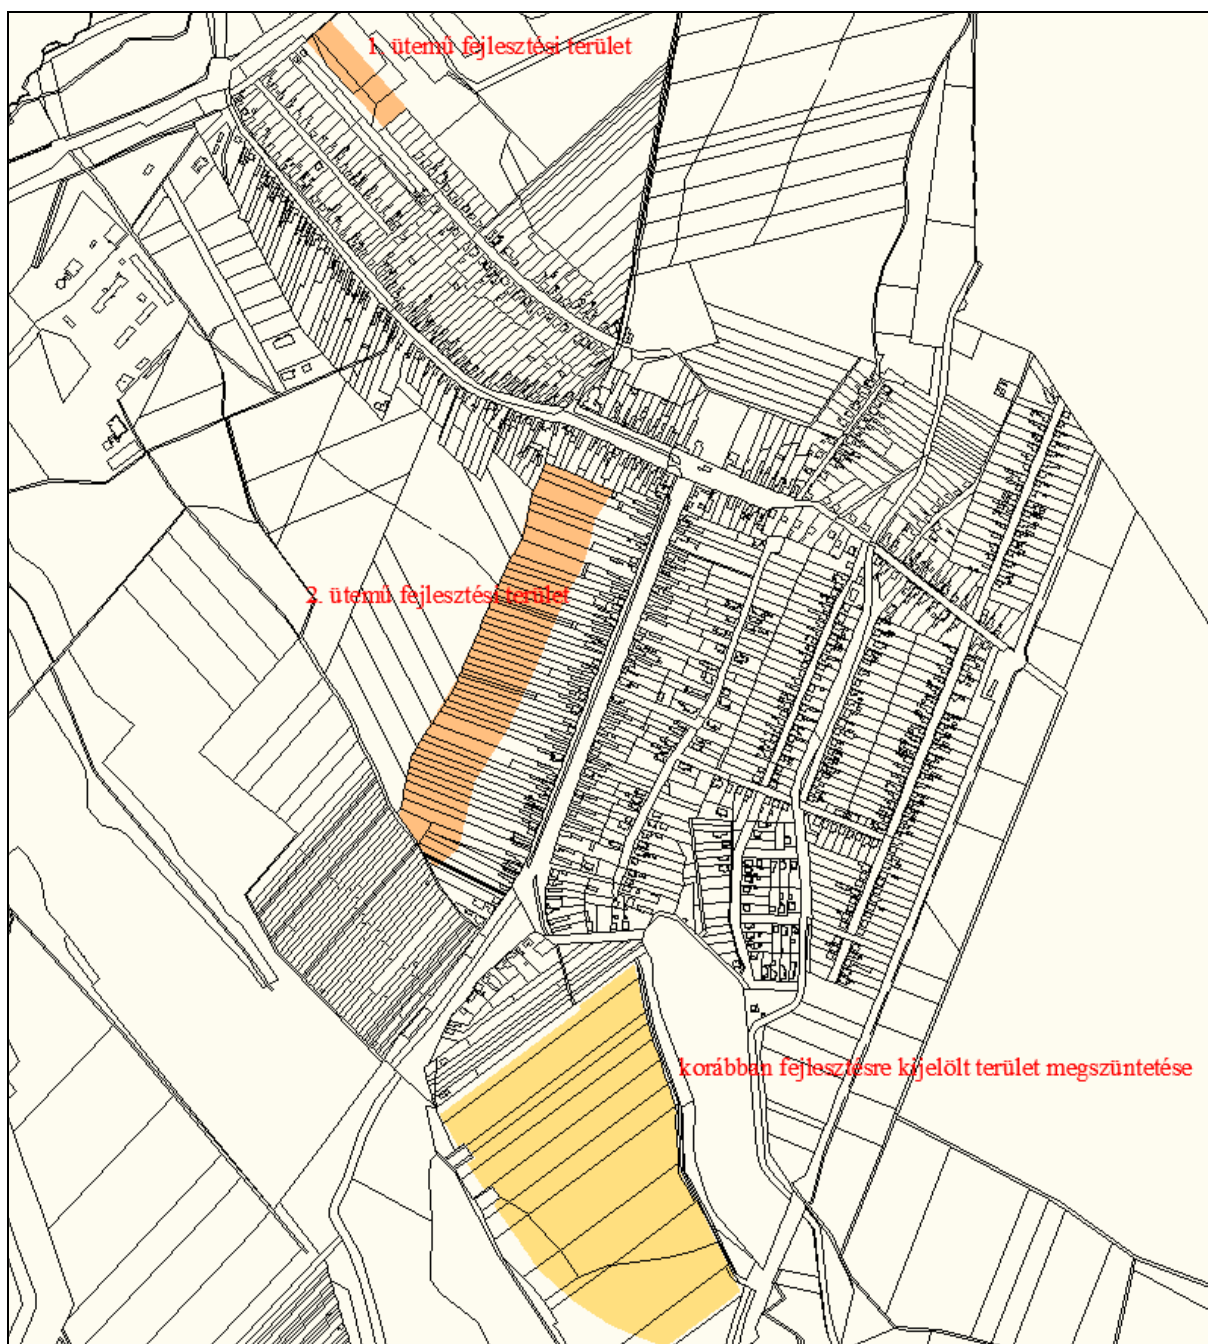 1. ütemű fejlesztési terület
2. ütemű fejlesztési terület
korábban fejlesztésre kijelölt terület megszüntetése